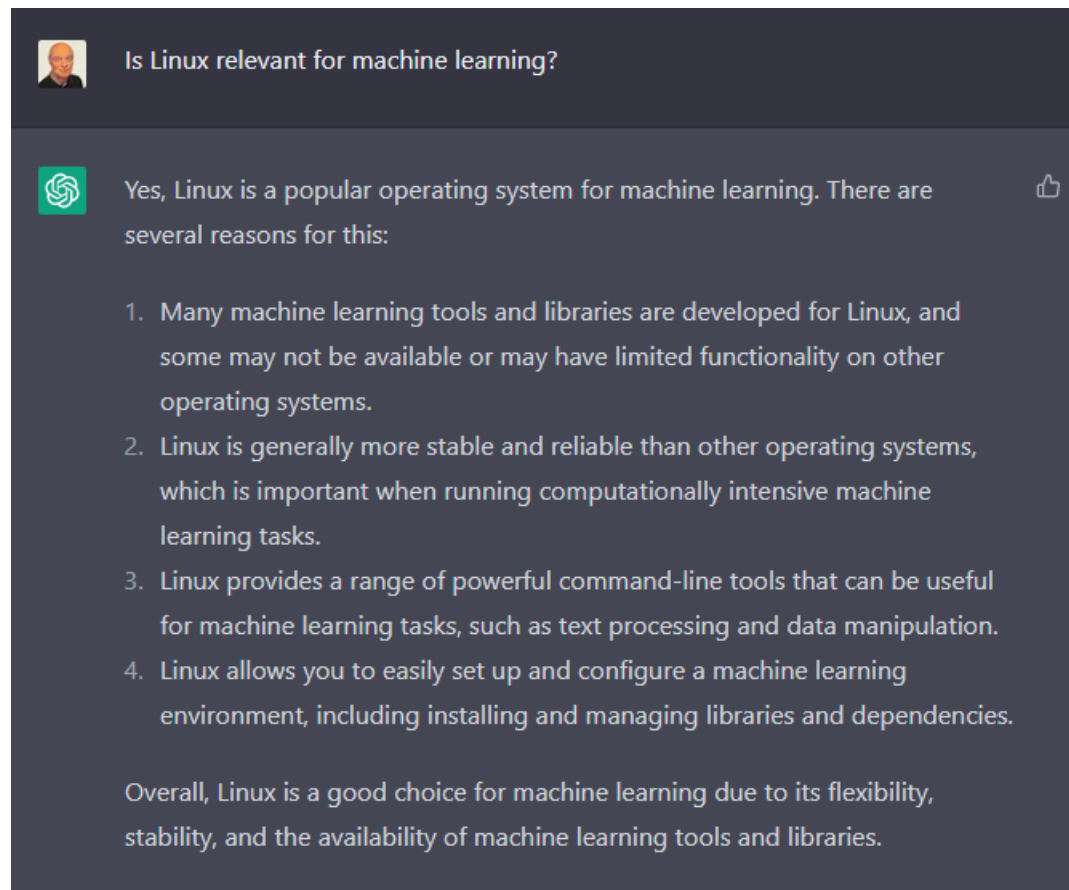 Is Linux relevant for machine learning?
Yes, Linux is a popular operating system for machine learning. There are
several reasons for this:
1. Many machine learning tools and libraries are developed for Linux, and
some may not be available or may have limited functionality on other
operating systems.
2. Linux is generally more stable and reliable than other operating systems,
which is important when running computationally intensive machine
learning tasks.
3. Linux provides a range of powerful command-line tools that can be useful
for machine learning tasks, such as text processing and data manipulation.
4. Linux allows you to easily set up and configure a machine learning
environment, including installing and managing libraries and dependencies.
Overall, Linux is a good choice for machine learning due to its flexibility,
stability, and the availability of machine learning tools and libraries.